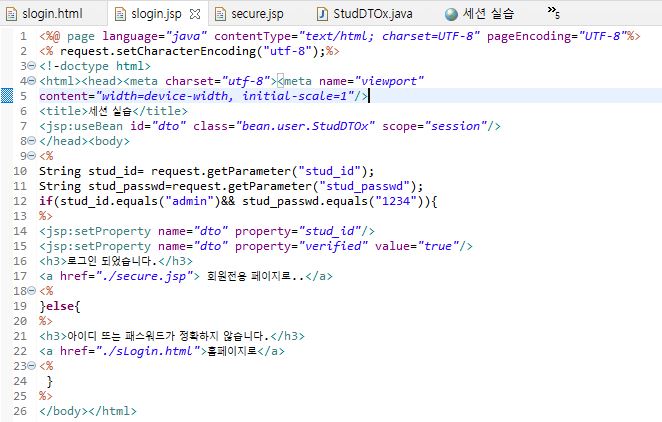 slogin.html slogin.jsp secure.jsp StudDTOx.java 세션 실습 »5
1 <%@ page language="java" contentType="text/html; charset=UTF-8" pageEncoding="UTF-8"%>
2 <% request.setCharacterEncoding("utf-8");%>
3 <!-doctype html>
4 <html><head><meta charset="utf-8"><meta name="viewport"
5 content="width=device-width, initial-scale=1"/>
6 <title>세션 실습</title>
7 <jsp:useBean id="dto" class="bean.user.StudDTOx" scope="session"/>
8 </head><body>
9 <%
10 String stud_id= request.getParameter("stud_id");
11 String stud_passwd=request.getParameter("stud_passwd");
12 if(stud_id.equals("admin")&& stud_passwd.equals("1234")){
13 %>
14 <jsp:setProperty name="dto" property="stud_id"/>
15 <jsp:setProperty name="dto" property="verified" value="true"/>
16 <h3>로그인 되었습니다.</h3>
17 <a href="./secure.jsp"> 회원전용 페이지로..</a>
18 <%
19 }else{
20 %>
21 <h3>아이디 또는 패스워드가 정확하지 않습니다.</h3>
22 <a href="./sLogin.html">홈페이지로</a>
23 <%
24 }
25 %>
26 </body></html>